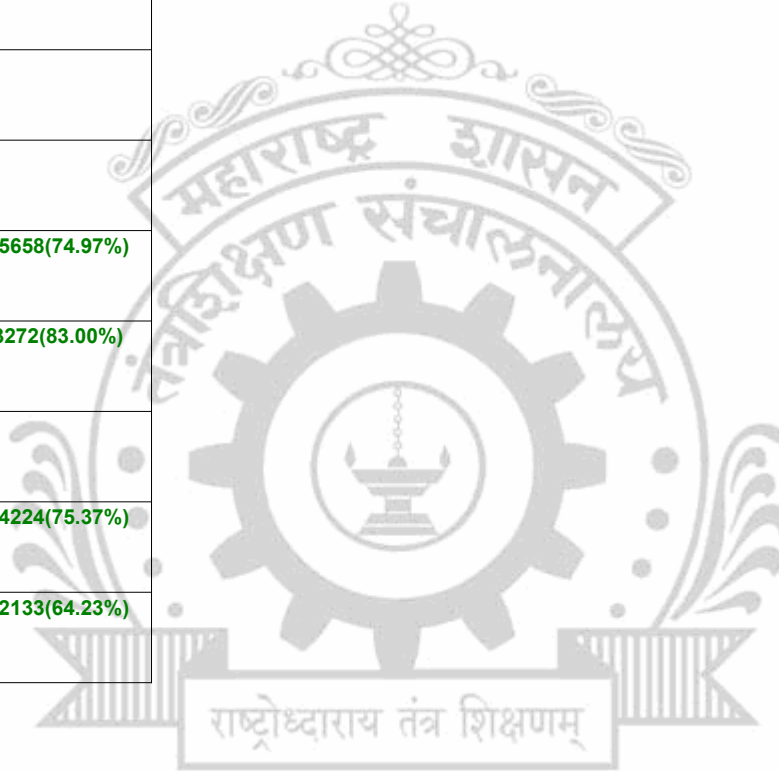 महाराष्ट्र शासन
तंत्रशिक्षण संचालनालय
5658(74.97%)
3272(83.00%)
4224(75.37%)
2133(64.23%)
राष्ट्रोध्दाराय तंत्र शिक्षणम्